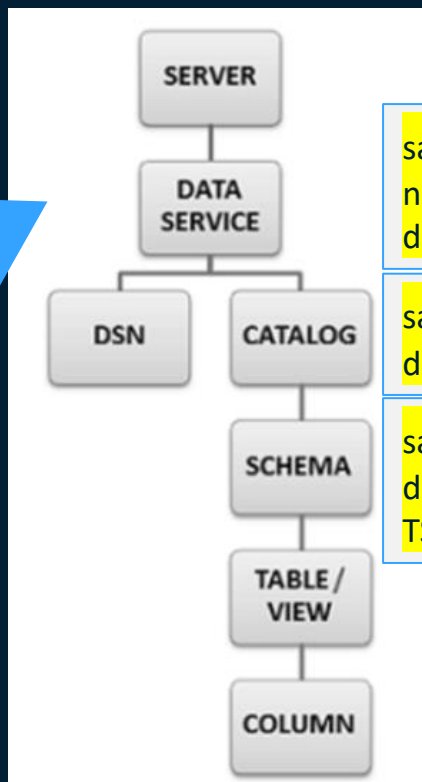 SERVER
DATA
SERVICE
DSN
CATALOG
SCHEMA
TABLE /
VIEW
COLUMN